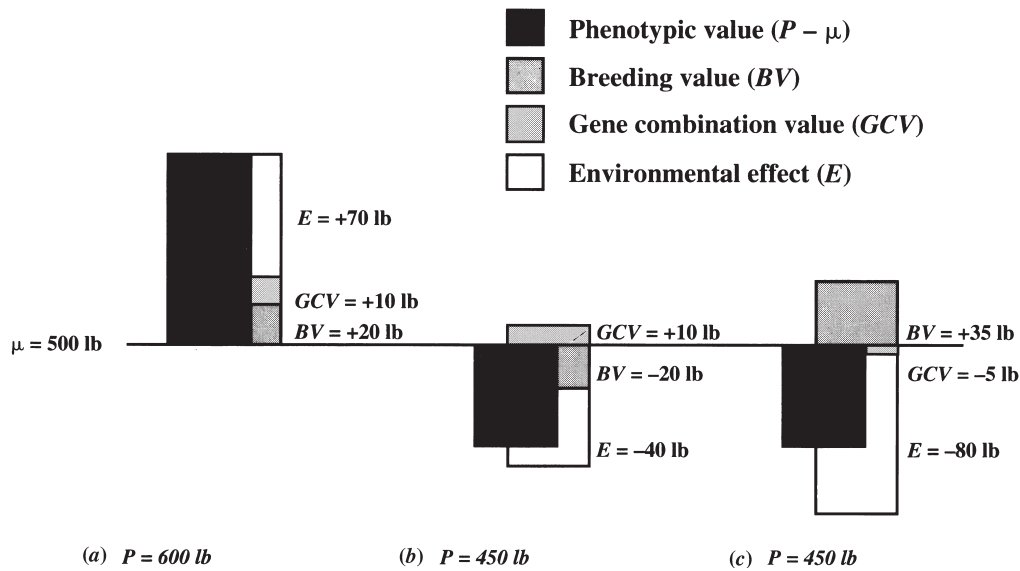 Phenotypic value (P – μ)
Breeding value (BV)
Gene combination value (GCV)
Environmental effect (E)
E = +70 lb
GCV = +10 lb
BV = +20 lb
μ = 500 lb
GCV = +10 lb
BV = –20 lb
E = –40 lb
BV = +35 lb
GCV = –5 lb
E = –80 lb
(a) P = 600 lb
(b) P = 450 lb
(c) P = 450 lb